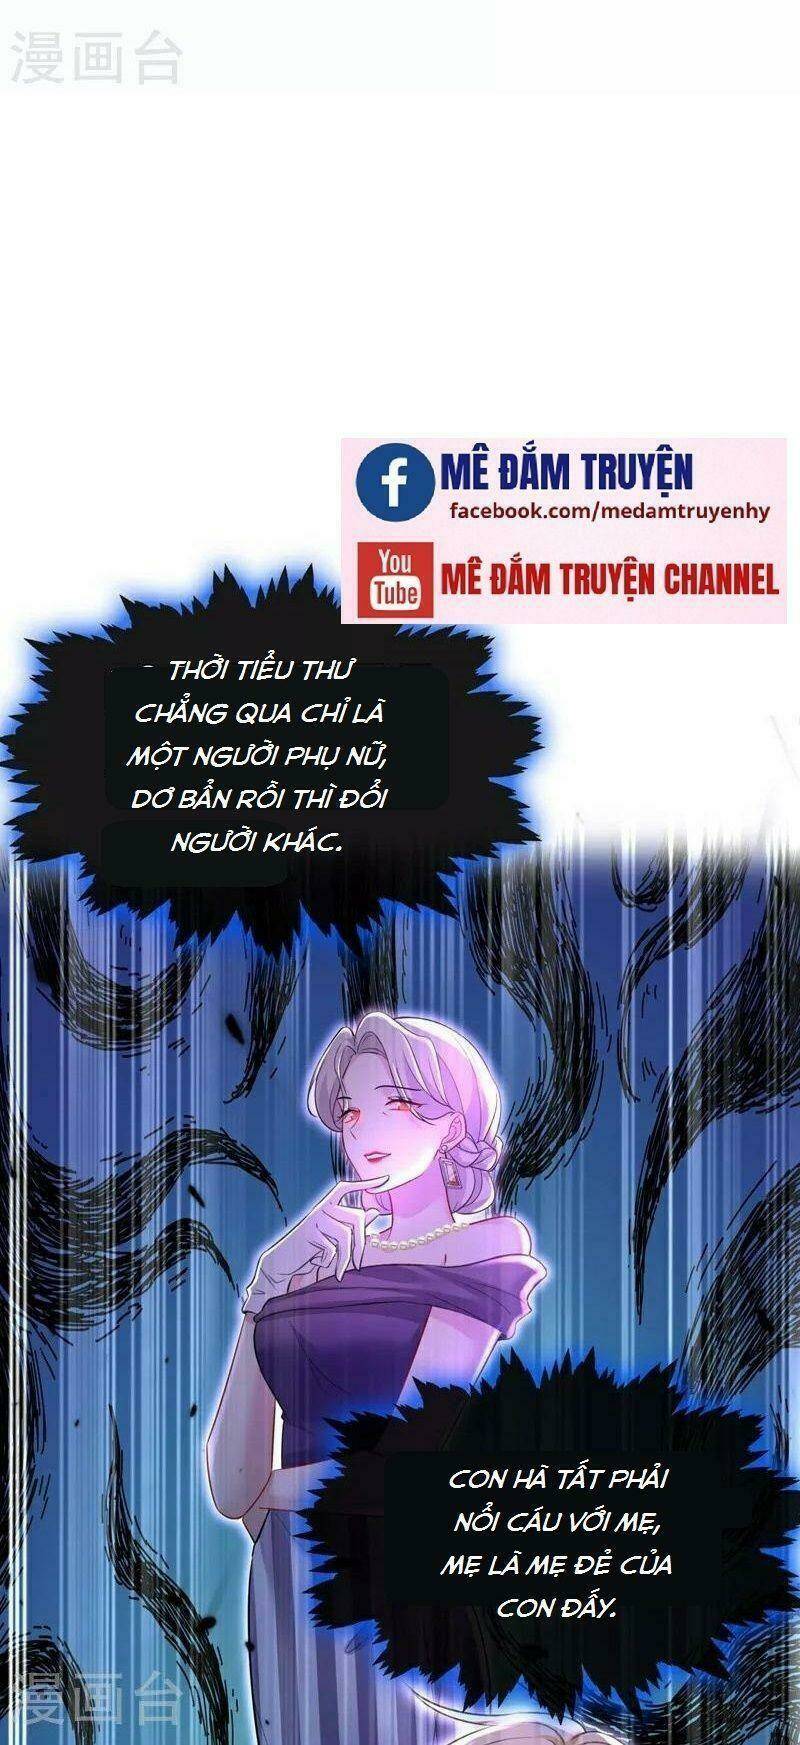 漫画台
MÊ ĐẮM TRUYỆN
facebook.com/medamtruyenhy
You
Tube
MÊ ĐẮM TRUYỆN CHANNEL
THỜI TIỂU THƯ
CHẲNG QUA CHỈ LÀ
MỘT NGƯỜI PHỤ NỮ,
DƠ BẨN RỒI THÌ ĐỔI
NGƯỜI KHÁC.
CON HÀ TẤT PHẢI
NỔI CÁU VỚI MẸ,
MẸ LÀ MẸ ĐẺ CỦA
CON ĐẤY.
漫画台